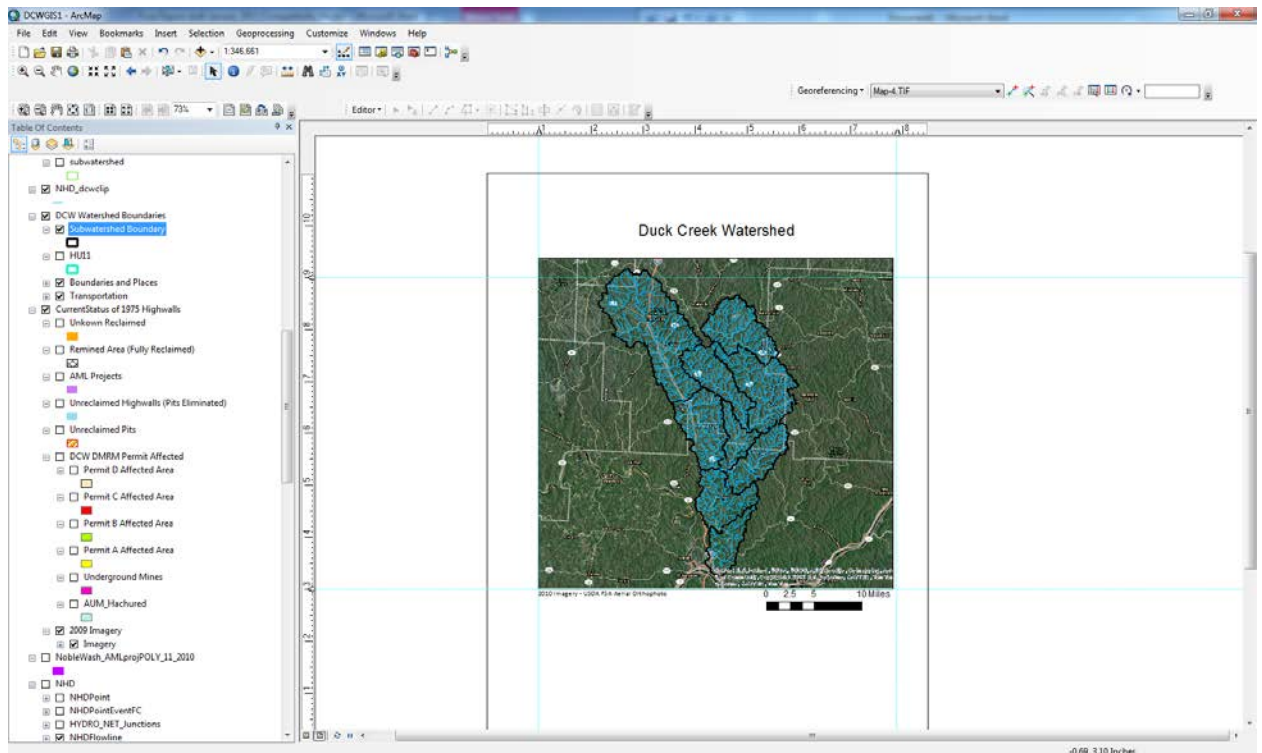 DCWGIS1 - ArcMap
File Edit View Bookmarks Insert Selection Geoprocessing Customize Windows Help
1:346,661
Georeferencing Map-4.TIF
73%
Editor
Table Of Contents
subwatershed
NHD_dcwclip
DCW Watershed Boundaries
Subwatershed Boundary
HU11
Boundaries and Places
Transportation
CurrentStatus of 1975 Highwalls
Unkown Reclaimed
Remined Area (Fully Reclaimed)
AML Projects
Unreclaimed Highwalls (Pits Eliminated)
Unreclaimed Pits
DCW DMRM Permit Affected
Permit D Affected Area
Permit C Affected Area
Permit B Affected Area
Permit A Affected Area
Underground Mines
AUM_Hachured
2009 Imagery
Imagery
NobleWash_AMLprojPOLY_11_2010
NHD
NHDPoint
NHDPointEventFC
HYDRO_NET_Junctions
NHDFlowline
Duck Creek Watershed
2010 Imagery - USDA FSA Aerial Orthophoto
0 2.5 5 10 Miles
-0.69 3.10 Inches